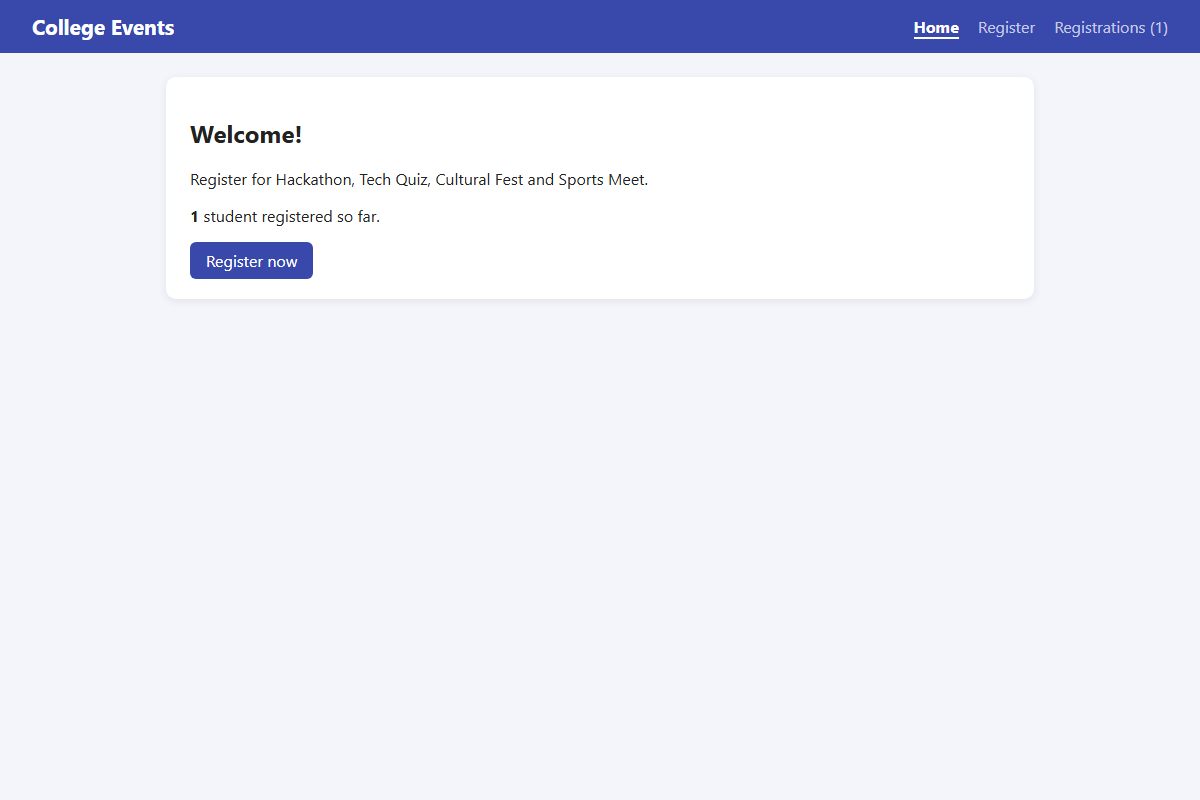 College Events
Home Register Registrations (1)
Welcome!
Register for Hackathon, Tech Quiz, Cultural Fest and Sports Meet.
1 student registered so far.
Register now